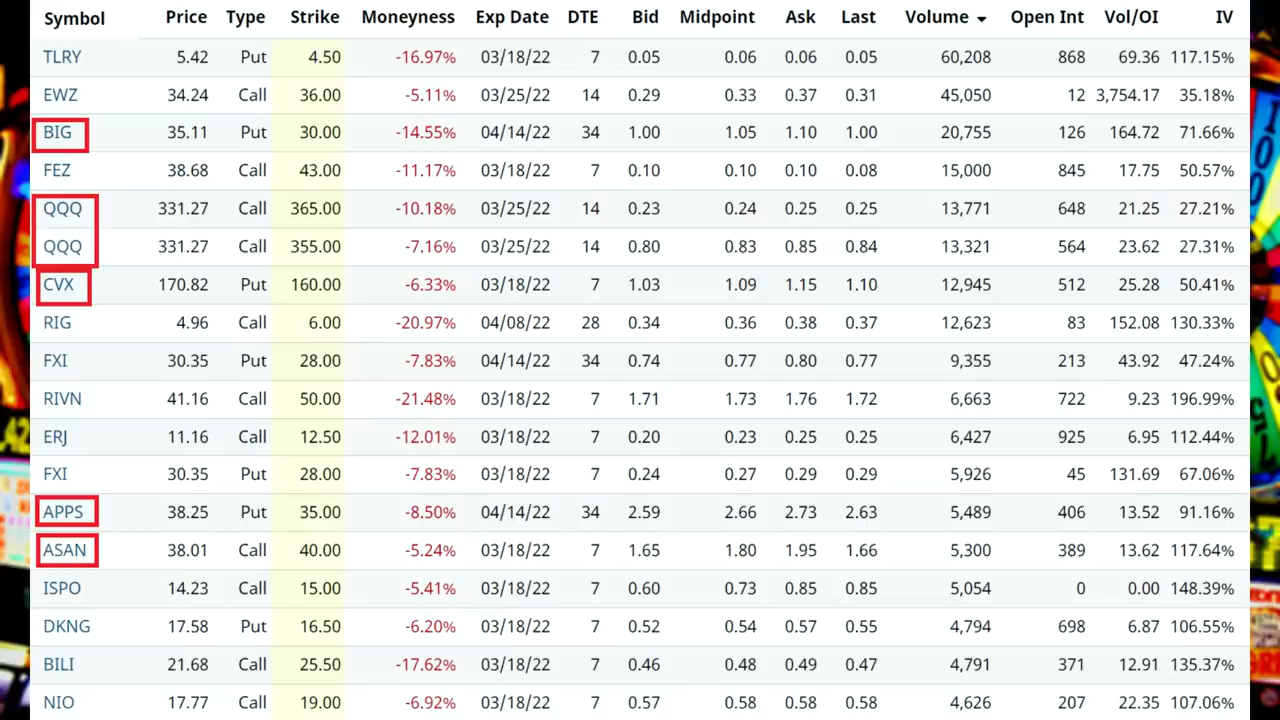 Symbol Price Type Strike Moneyness Exp Date DTE Bid Midpoint Ask Last Volume Open Int Vol/OI IV
TLRY 5.42 Put 4.50 -16.97% 03/18/22 7 0.05 0.06 0.06 0.05 60,208 868 69.36 117.15%
EWZ 34.24 Call 36.00 -5.11% 03/25/22 14 0.29 0.33 0.37 0.31 45,050 12 3,754.17 35.18%
BIG 35.11 Put 30.00 -14.55% 04/14/22 34 1.00 1.05 1.10 1.00 20,755 126 164.72 71.66%
FEZ 38.68 Call 43.00 -11.17% 03/18/22 7 0.10 0.10 0.10 0.08 15,000 845 17.75 50.57%
QQQ 331.27 Call 365.00 -10.18% 03/25/22 14 0.23 0.24 0.25 0.25 13,771 648 21.25 27.21%
QQQ 331.27 Call 355.00 -7.16% 03/25/22 14 0.80 0.83 0.85 0.84 13,321 564 23.62 27.31%
CVX 170.82 Put 160.00 -6.33% 03/18/22 7 1.03 1.09 1.15 1.10 12,945 512 25.28 50.41%
RIG 4.96 Call 6.00 -20.97% 04/08/22 28 0.34 0.36 0.38 0.37 12,623 83 152.08 130.33%
FXI 30.35 Put 28.00 -7.83% 04/14/22 34 0.74 0.77 0.80 0.77 9,355 213 43.92 47.24%
RIVN 41.16 Call 50.00 -21.48% 03/18/22 7 1.71 1.73 1.76 1.72 6,663 722 9.23 196.99%
ERJ 11.16 Call 12.50 -12.01% 03/18/22 7 0.20 0.23 0.25 0.25 6,427 925 6.95 112.44%
FXI 30.35 Put 28.00 -7.83% 03/18/22 7 0.24 0.27 0.29 0.29 5,926 45 131.69 67.06%
APPS 38.25 Put 35.00 -8.50% 04/14/22 34 2.59 2.66 2.73 2.63 5,489 406 13.52 91.16%
ASAN 38.01 Call 40.00 -5.24% 03/18/22 7 1.65 1.80 1.95 1.66 5,300 389 13.62 117.64%
ISPO 14.23 Call 15.00 -5.41% 03/18/22 7 0.60 0.73 0.85 0.85 5,054 0 0.00 148.39%
DKNG 17.58 Put 16.50 -6.20% 03/18/22 7 0.52 0.54 0.57 0.55 4,794 698 6.87 106.55%
BILI 21.68 Call 25.50 -17.62% 03/18/22 7 0.46 0.48 0.49 0.47 4,791 371 12.91 135.37%
NIO 17.77 Call 19.00 -6.92% 03/18/22 7 0.57 0.58 0.58 0.58 4,626 207 22.35 107.06%